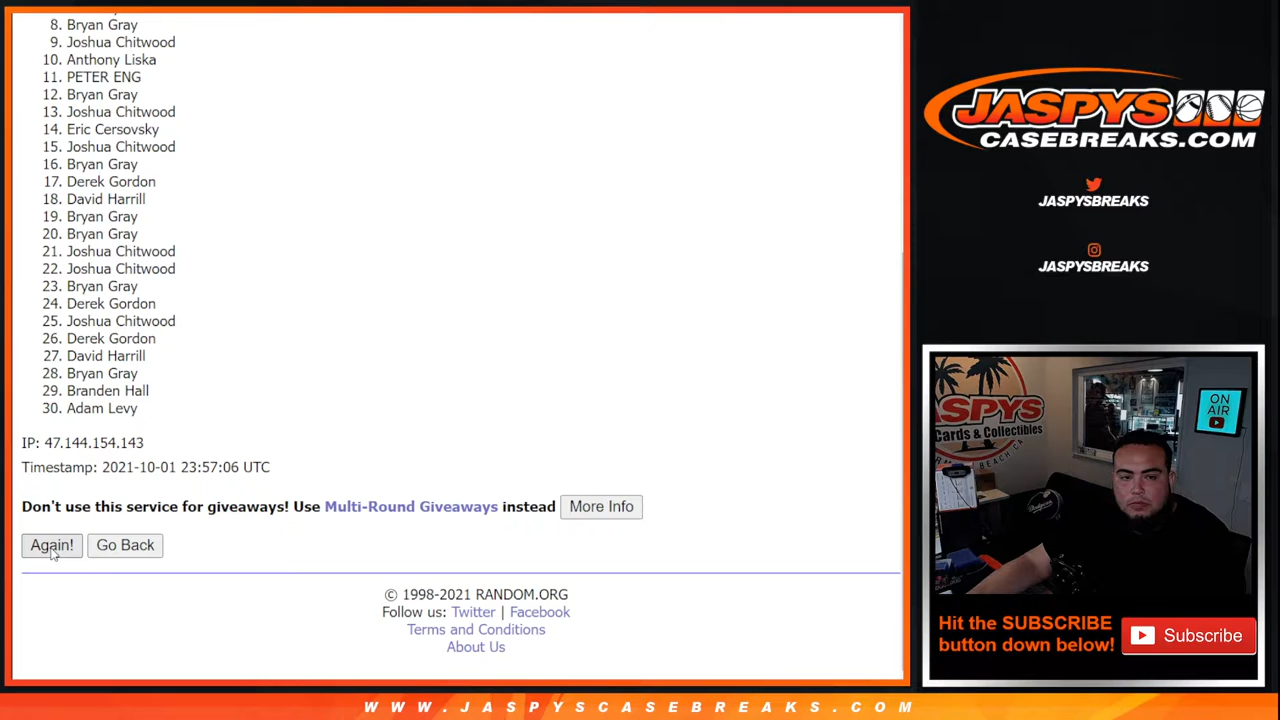 8. Bryan Gray
9. Joshua Chitwood
10. Anthony Liska
11. PETER ENG
12. Bryan Gray
13. Joshua Chitwood
14. Eric Cersovsky
15. Joshua Chitwood
16. Bryan Gray
17. Derek Gordon
18. David Harrill
19. Bryan Gray
20. Bryan Gray
21. Joshua Chitwood
22. Joshua Chitwood
23. Bryan Gray
24. Derek Gordon
25. Joshua Chitwood
26. Derek Gordon
27. David Harrill
28. Bryan Gray
29. Branden Hall
30. Adam Levy
IP: 47.144.154.143
Timestamp: 2021-10-01 23:57:06 UTC
Don't use this service for giveaways! Use Multi-Round Giveaways instead More Info
Again! Go Back
© 1998-2021 RANDOM.ORG
Follow us: Twitter | Facebook
Terms and Conditions
About Us
JASPYS
CASEBREAKS.COM
JASPYSBREAKS
JASPYSBREAKS
ASPYS
Cards & Collectibles
ON
AIR
Hit the SUBSCRIBE
button down below!
Subscribe
WWW.JASPYSCASEBREAKS.COM